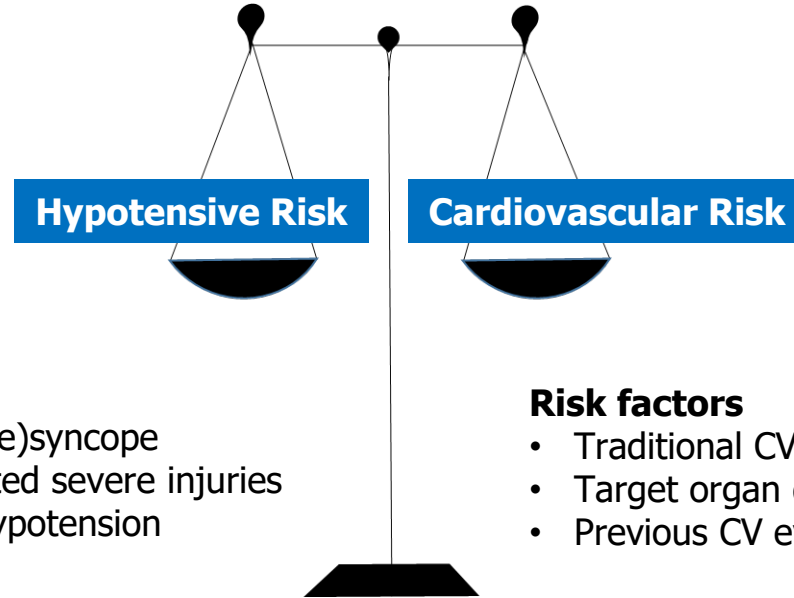 Hypotensive Risk
Cardiovascular Risk
e)syncope
ted severe injuries
ypotension
Risk factors
• Traditional CV
• Target organ
• Previous CV e